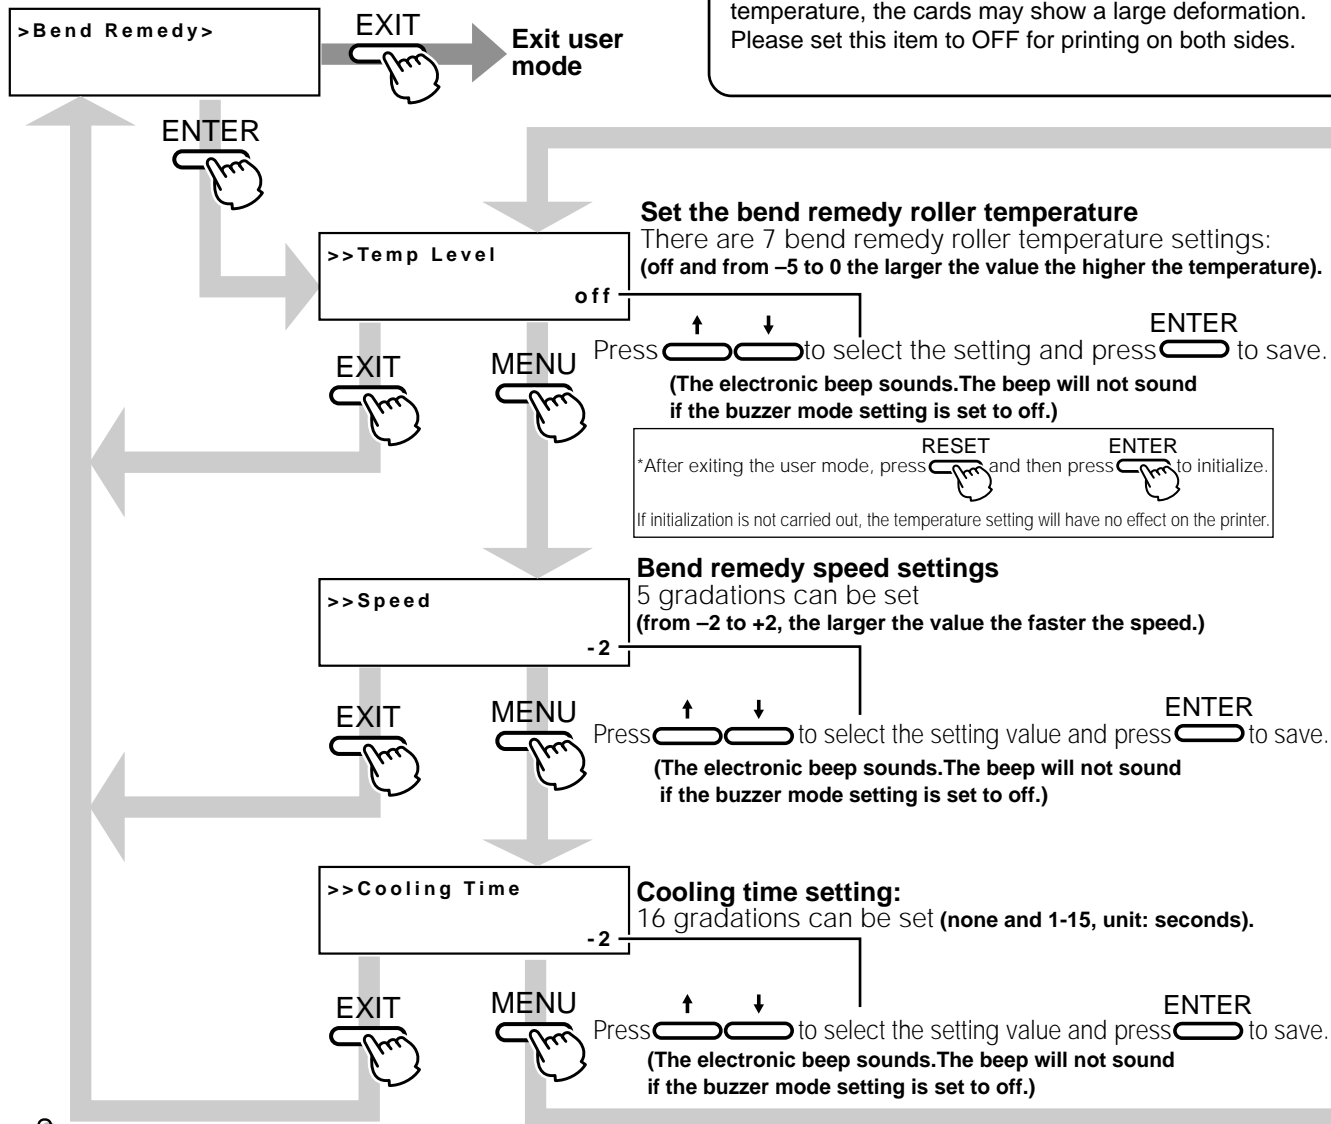 temperature, the cards may show a large deformation.
Please set this item to OFF for printing on both sides.
>Bend Remedy>
EXIT
Exit user
mode
ENTER
Set the bend remedy roller temperature
There are 7 bend remedy roller temperature settings:
(off and from –5 to 0 the larger the value the higher the temperature).
>>Temp Level
off
ENTER
Press to select the setting and press to save.
(The electronic beep sounds.The beep will not sound
if the buzzer mode setting is set to off.)
EXIT
MENU
RESET ENTER
*After exiting the user mode, press and then press to initialize.
If initialization is not carried out, the temperature setting will have no effect on the printer.
Bend remedy speed settings
5 gradations can be set
(from –2 to +2, the larger the value the faster the speed.)
>>Speed
-2
EXIT
MENU
ENTER
Press to select the setting value and press to save.
(The electronic beep sounds.The beep will not sound
if the buzzer mode setting is set to off.)
>>Cooling Time
-2
Cooling time setting:
16 gradations can be set (none and 1-15, unit: seconds).
EXIT
MENU
ENTER
Press to select the setting value and press to save.
(The electronic beep sounds.The beep will not sound
if the buzzer mode setting is set to off.)